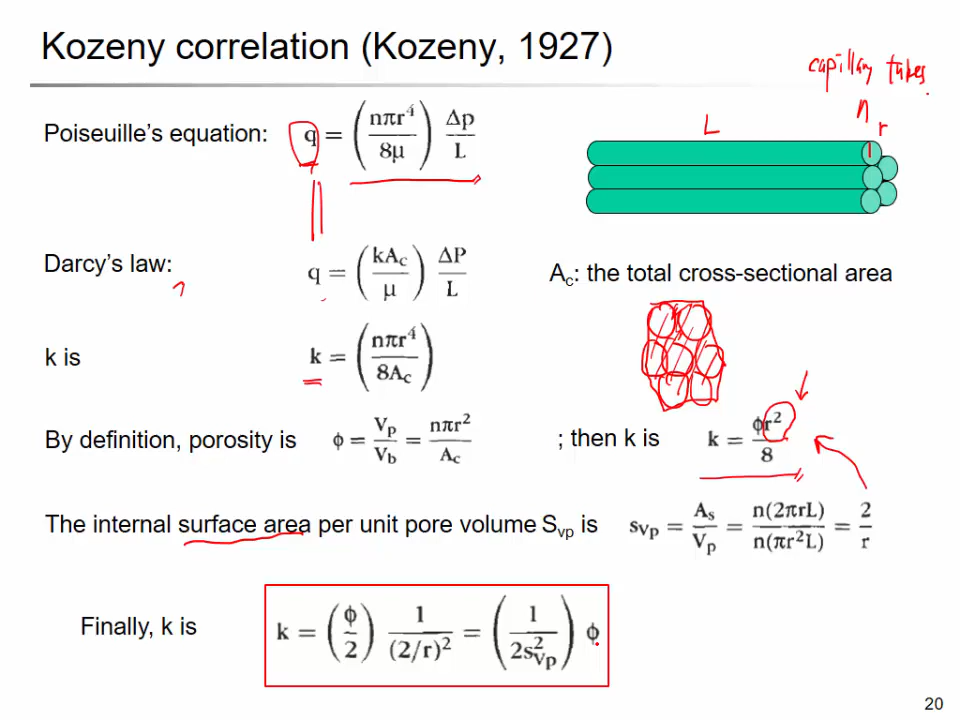 Kozeny correlation (Kozeny, 1927)
capillary tubes
n
r
L
Poiseuille's equation: q = (nπr⁴ / 8μ) Δp / L
Darcy's law: q = (kA_c / μ) ΔP / L
A_c: the total cross-sectional area
k is k = (nπr⁴ / 8A_c)
By definition, porosity is ϕ = V_p / V_b = nπr² / A_c ; then k is k = ϕr² / 8
The internal surface area per unit pore volume S_vp is s_Vp = A_s / V_p = n(2πrL) / n(πr²L) = 2 / r
Finally, k is k = (ϕ / 2) 1 / (2/r)² = (1 / 2s²_Vp) ϕ
20